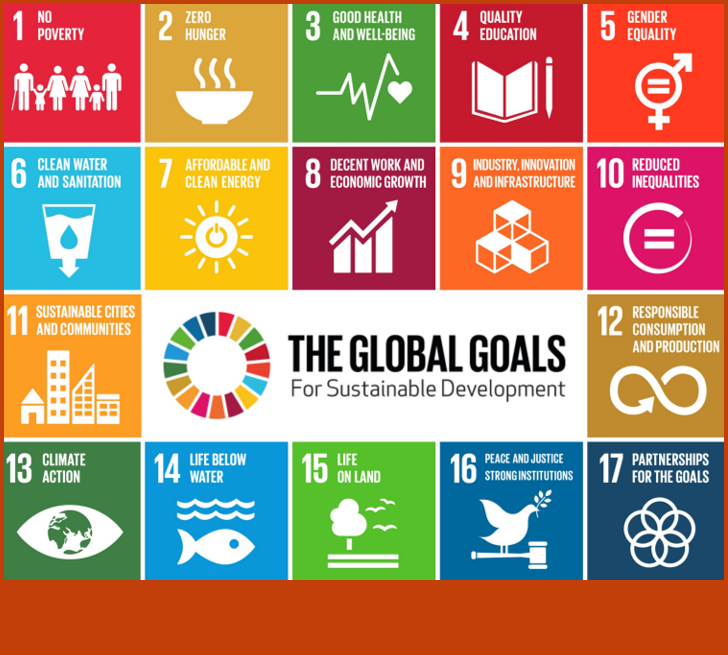 1 NO
POVERTY
2 ZERO
HUNGER
3 GOOD HEALTH
AND WELL-BEING
4 QUALITY
EDUCATION
5 GENDER
EQUALITY
6 CLEAN WATER
AND SANITATION
7 AFFORDABLE AND
CLEAN ENERGY
8 DECENT WORK AND
ECONOMIC GROWTH
9 INDUSTRY, INNOVATION
AND INFRASTRUCTURE
10 REDUCED
INEQUALITIES
11 SUSTAINABLE CITIES
AND COMMUNITIES
THE GLOBAL GOALS
For Sustainable Development
12 RESPONSIBLE
CONSUMPTION
AND PRODUCTION
13 CLIMATE
ACTION
14 LIFE BELOW
WATER
15 LIFE
ON LAND
16 PEACE AND JUSTICE
STRONG INSTITUTIONS
17 PARTNERSHIPS
FOR THE GOALS